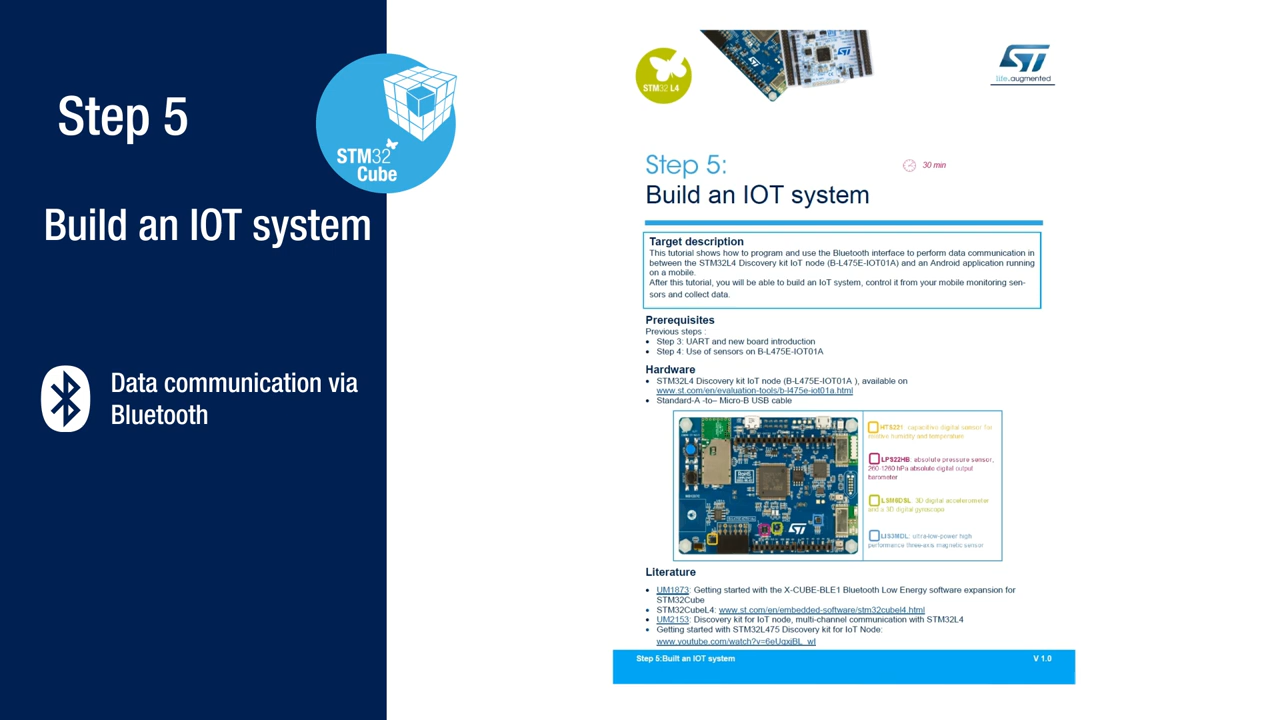 Step 5
STM32
Cube
Build an IOT system
Data communication via
Bluetooth
STM32 L4
ST
life.augmented
Step 5:
30 min
Build an IOT system
Target description
This tutorial shows how to program and use the Bluetooth interface to perform data communication in
between the STM32L4 Discovery kit IoT node (B-L475E-IOT01A) and an Android application running
on a mobile.
After this tutorial, you will be able to build an IoT system, control it from your mobile monitoring sen-
sors and collect data.
Prerequisites
Previous steps :
• Step 3: UART and new board introduction
• Step 4: Use of sensors on B-L475E-IOT01A
Hardware
• STM32L4 Discovery kit IoT node (B-L475E-IOT01A ), available on
www.st.com/en/evaluation-tools/b-l475e-iot01a.html
• Standard-A -to– Micro-B USB cable
HTS221: capacitive digital sensor for
relative humidity and temperature
LPS22HB: absolute pressure sensor,
260-1260 hPa absolute digital output
barometer
LSM6DSL: 3D digital accelerometer
and a 3D digital gyroscope
LIS3MDL: ultra-low-power high
performance three-axis magnetic sensor
Literature
• UM1873: Getting started with the X-CUBE-BLE1 Bluetooth Low Energy software expansion for
STM32Cube
• STM32CubeL4: www.st.com/en/embedded-software/stm32cubel4.html
• UM2153: Discovery kit for IoT node, multi-channel communication with STM32L4
• Getting started with STM32L475 Discovery kit for IoT Node:
Step 5:Built an IOT system
V 1.0